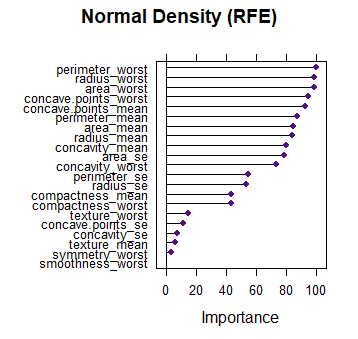 Normal Density (RFE)
perimeter_worst
radius_worst
area_worst
concave.points_worst
concave.points_mean
perimeter_mean
area_mean
radius_mean
concavity_mean
area_se
concavity_worst
perimeter_se
radius_se
compactness_mean
compactness_worst
texture_worst
concave.points_se
concavity_se
texture_mean
symmetry_worst
smoothness_worst
0 20 40 60 80 100
Importance